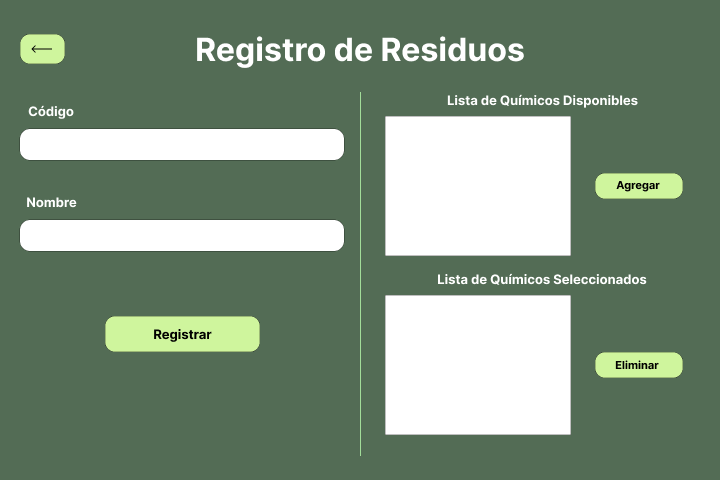 Registro de Residuos
Código
Nombre
Registrar
Lista de Químicos Disponibles
Agregar
Lista de Químicos Seleccionados
Eliminar